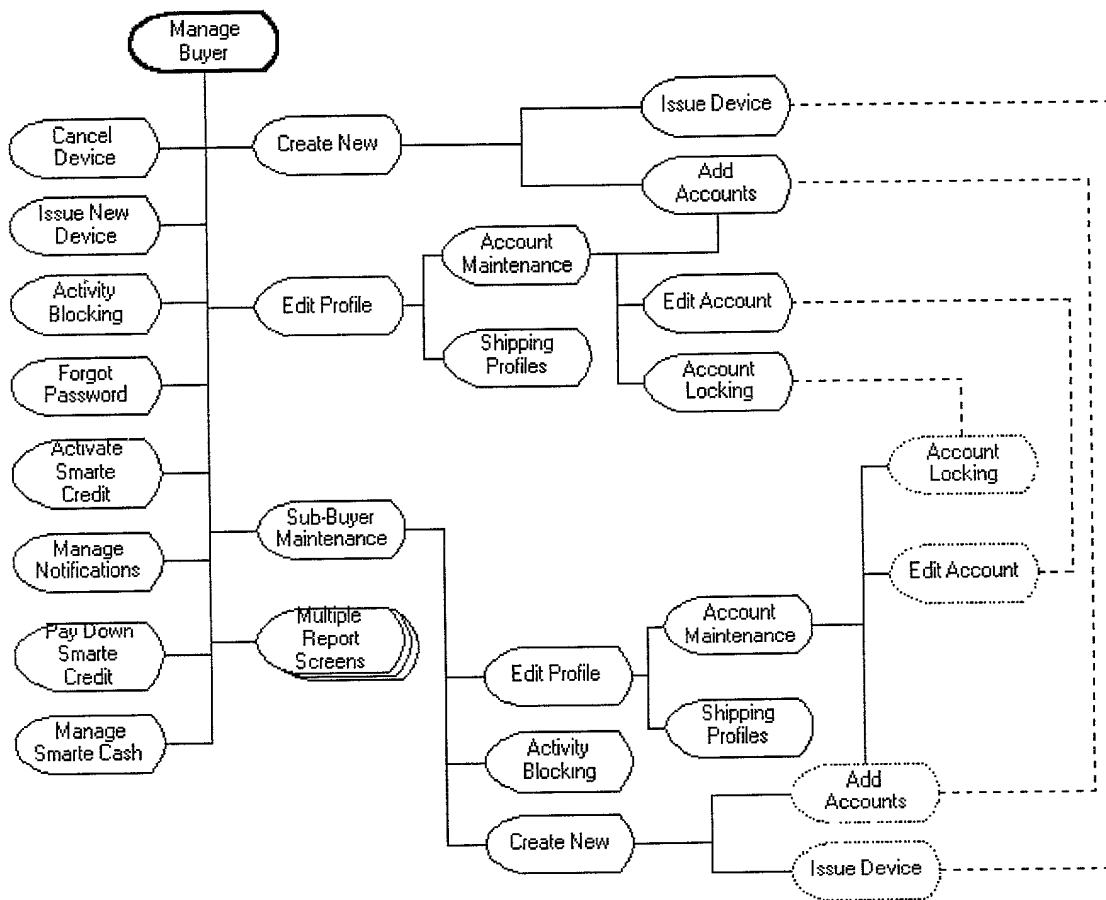 Manage
Buyer
Issue Device
Cancel
Device
Create New
Add
Accounts
Issue New
Device
Account
Maintenance
Activity
Blocking
Edit Profile
Edit Account
Shipping
Profiles
Forgot
Password
Account
Locking
Activate
Smarte
Credit
Account
Locking
Sub-Buyer
Maintenance
Manage
Notifications
Edit Account
Multiple
Report
Screens
Account
Maintenance
Pay Down
Smarte
Credit
Edit Profile
Shipping
Profiles
Manage
Smarte Cash
Activity
Blocking
Add
Accounts
Create New
Issue Device